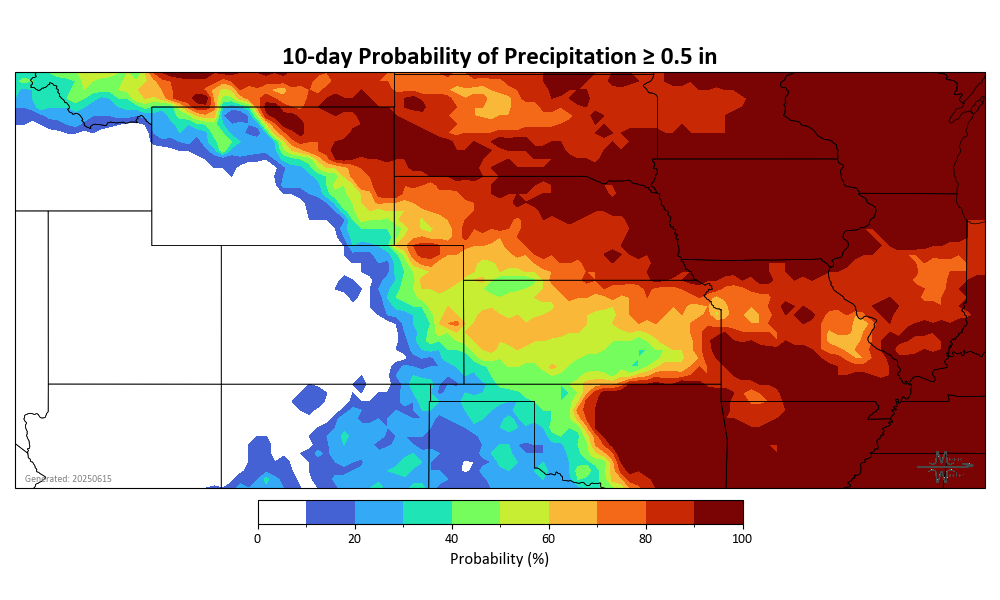 10-day Probability of Precipitation ≥ 0.5 in
Generated: 20250615
0 20 40 60 80 100
Probability (%)